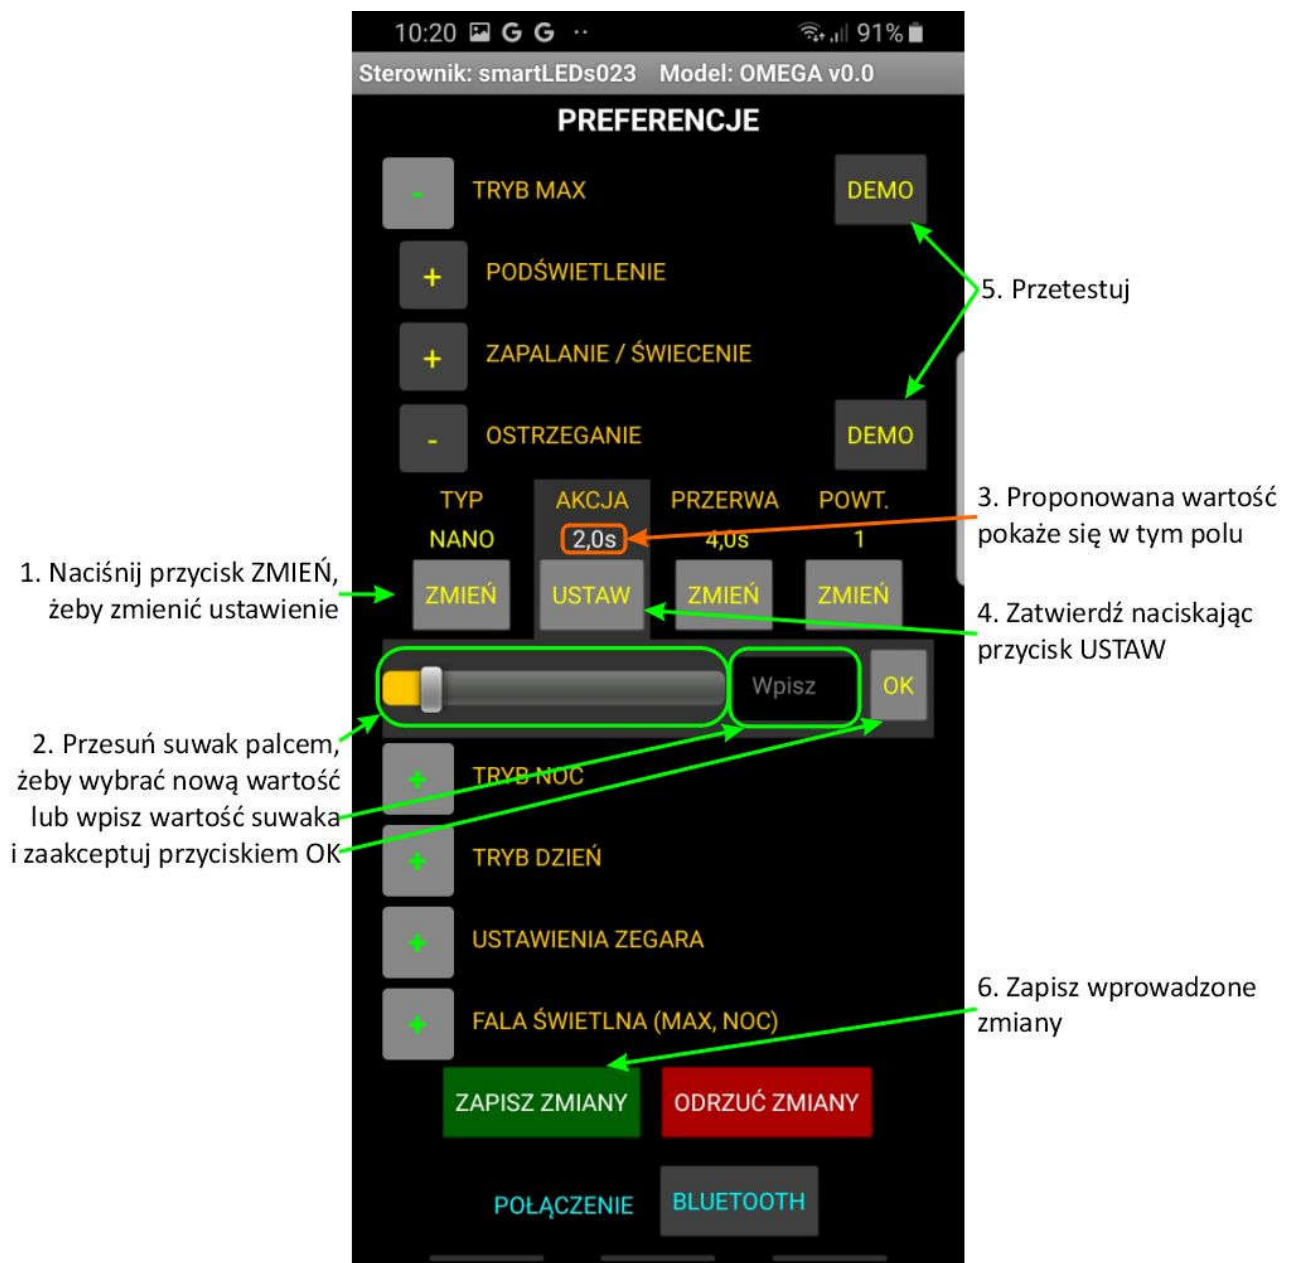 10:20 G G 91%
Sterownik: smartLEDs023 Model: OMEGA v0.0
PREFERENCJE
- TRYB MAX DEMO
+ PODŚWIETLENIE
5. Przetestuj
+ ZAPALANIE / ŚWIECENIE
- OSTRZEGANIE DEMO
TYP AKCJA PRZERWA POWT.
NANO 2,0s 4,0s 1
ZMIEŃ USTAW ZMIEŃ ZMIEŃ
3. Proponowana wartość
pokaże się w tym polu
1. Naciśnij przycisk ZMIEŃ,
żeby zmienić ustawienie
4. Zatwierdź naciskając
przycisk USTAW
Wpisz OK
2. Przesuń suwak palcem,
żeby wybrać nową wartość
lub wpisz wartość suwaka
i zaakceptuj przyciskiem OK
+ TRYB NOC
+ TRYB DZIEŃ
+ USTAWIENIA ZEGARA
+ FALA ŚWIETLNA (MAX, NOC)
6. Zapisz wprowadzone
zmiany
ZAPISZ ZMIANY ODRZUĆ ZMIANY
POŁĄCZENIE BLUETOOTH